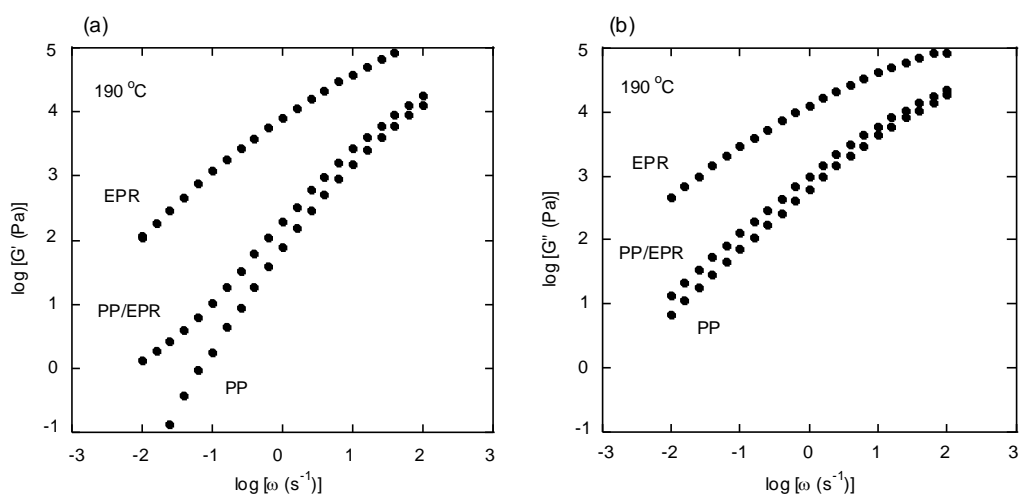 (a)
5
4
3
2
1
0
-1
190 °C
EPR
PP/EPR
PP
log [G' (Pa)]
-3 -2 -1 0 1 2 3
log [ω (s⁻¹)]
(b)
5
4
3
2
1
0
-1
190 °C
EPR
PP/EPR
PP
log [G'' (Pa)]
-3 -2 -1 0 1 2 3
log [ω (s⁻¹)]